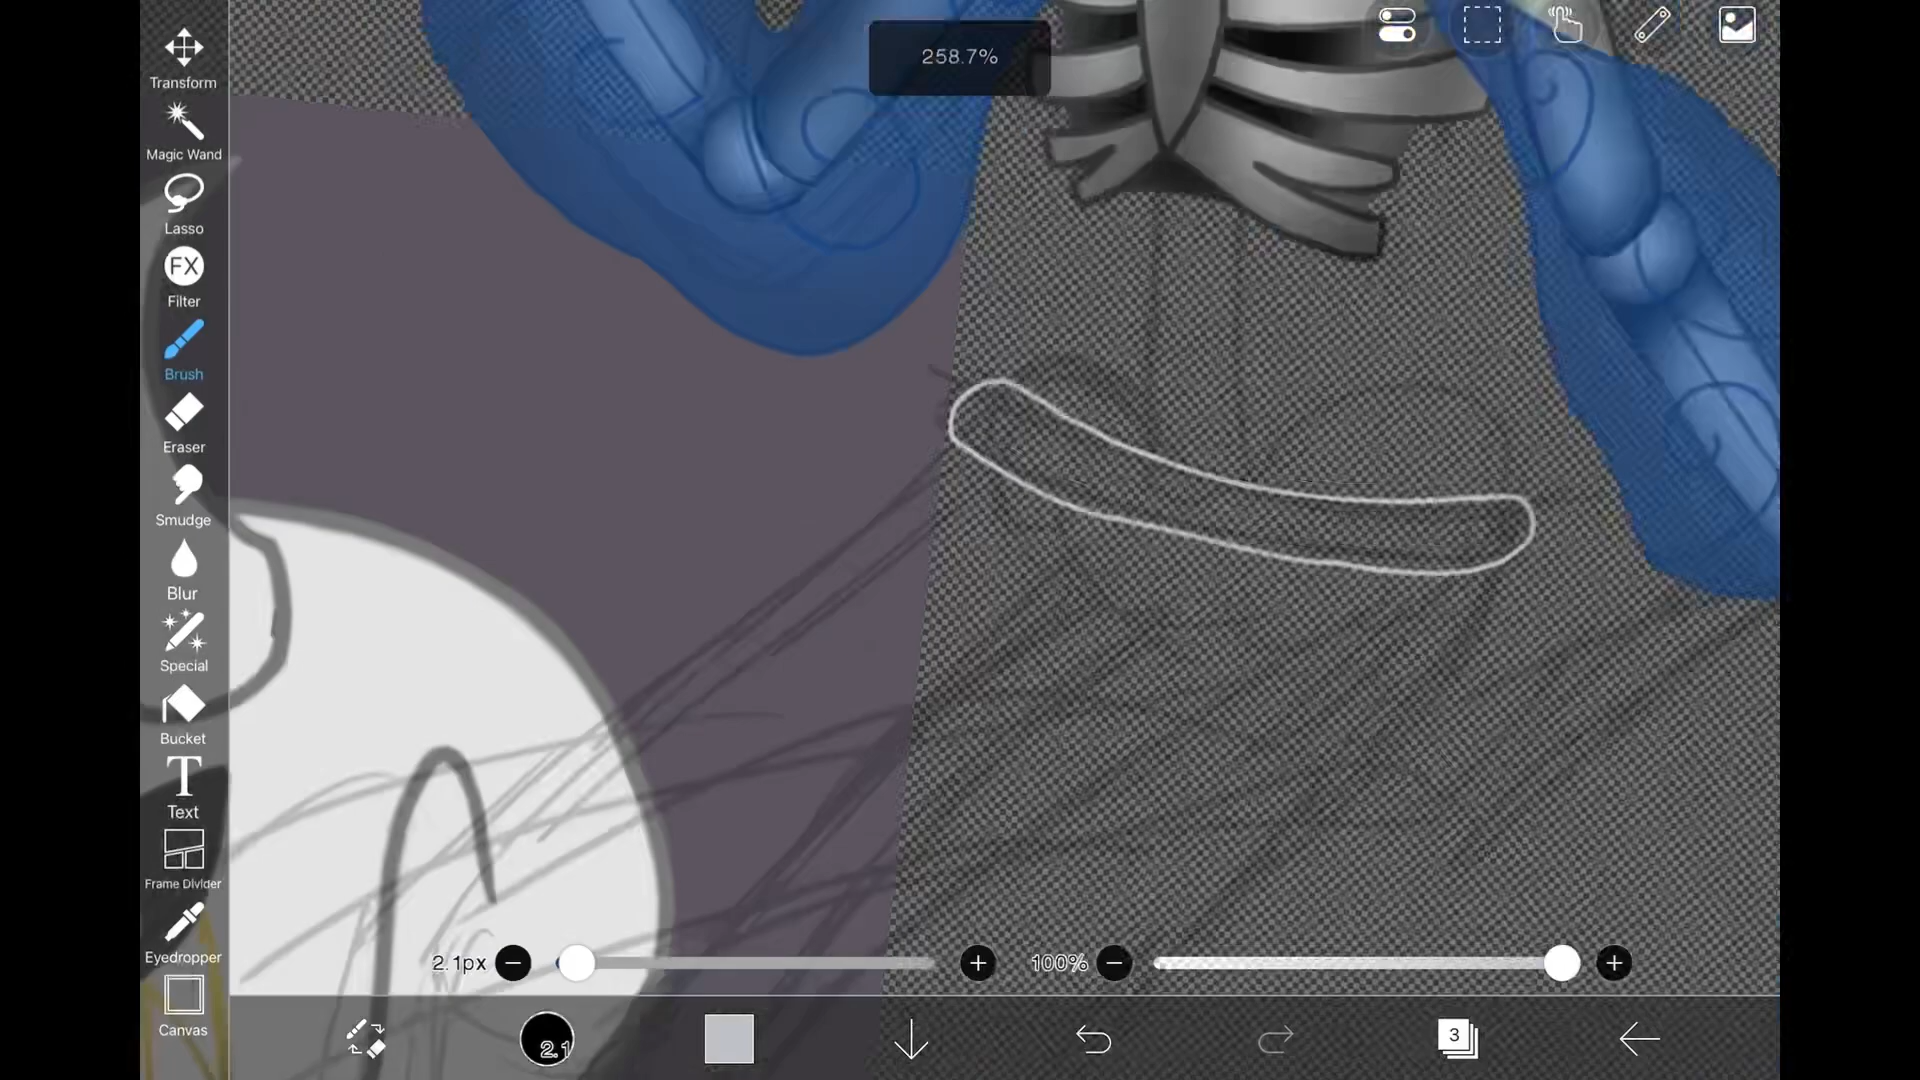 258.7%
Transform
Magic Wand
Lasso
FX
Filter
Brush
Eraser
Smudge
Blur
Special
Bucket
T
Text
Frame Divider
Eyedropper
Canvas
2.1px
100%
2.1
3